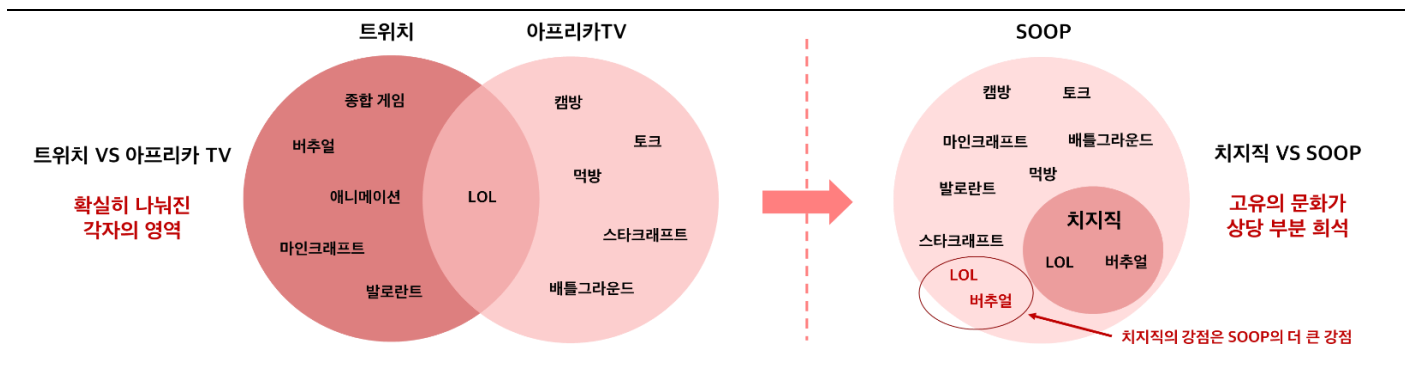 트위치
아프리카TV
SOOP
트위치 VS 아프리카 TV
확실히 나눠진
각자의 영역
종합 게임
버추얼
애니메이션
마인크래프트
발로란트
LOL
캠방
토크
먹방
스타크래프트
배틀그라운드
캠방
토크
마인크래프트
배틀그라운드
발로란트
먹방
스타크래프트
치지직
LOL
버추얼
LOL
버추얼
치지직 VS SOOP
고유의 문화가
상당 부분 희석
치지직의 강점은 SOOP의 더 큰 강점